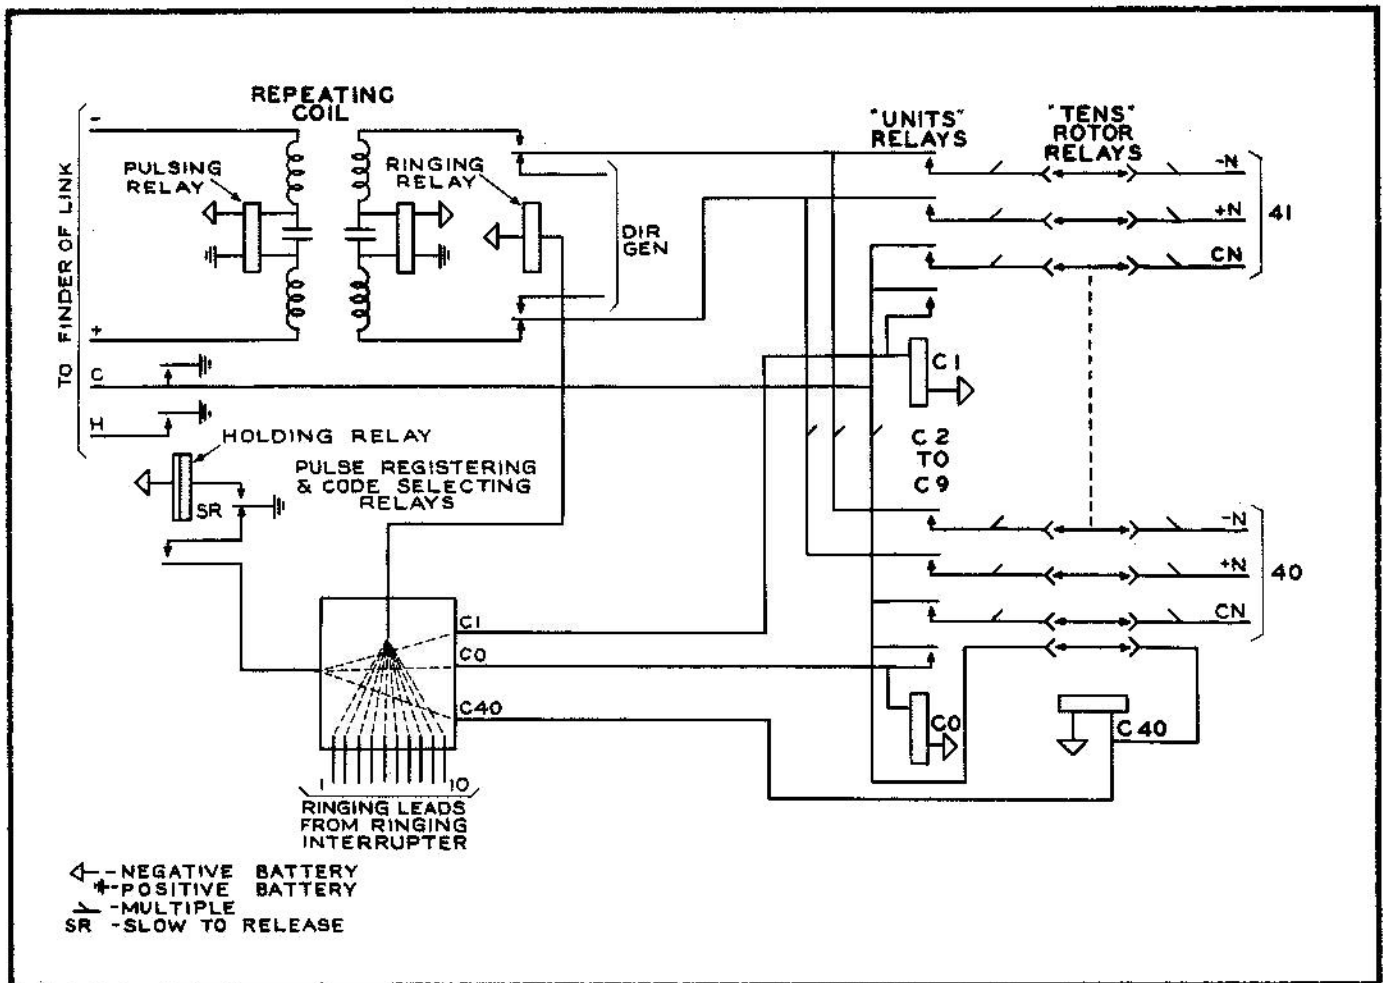 REPEATING
COIL
"UNITS"
RELAYS
"TENS"
ROTOR
RELAYS
-
PULSING
RELAY
RINGING
RELAY
DIR
GEN
-N
+N
CN
41
TO FINDER OF LINK
+
C
H
C1
HOLDING RELAY
SR
PULSE REGISTERING
& CODE SELECTING
RELAYS
C2
TO
C9
-N
+N
CN
40
C1
C0
C40
C0
C40
1 10
RINGING LEADS
FROM RINGING
INTERRUPTER
-NEGATIVE BATTERY
-POSITIVE BATTERY
-MULTIPLE
SR -SLOW TO RELEASE